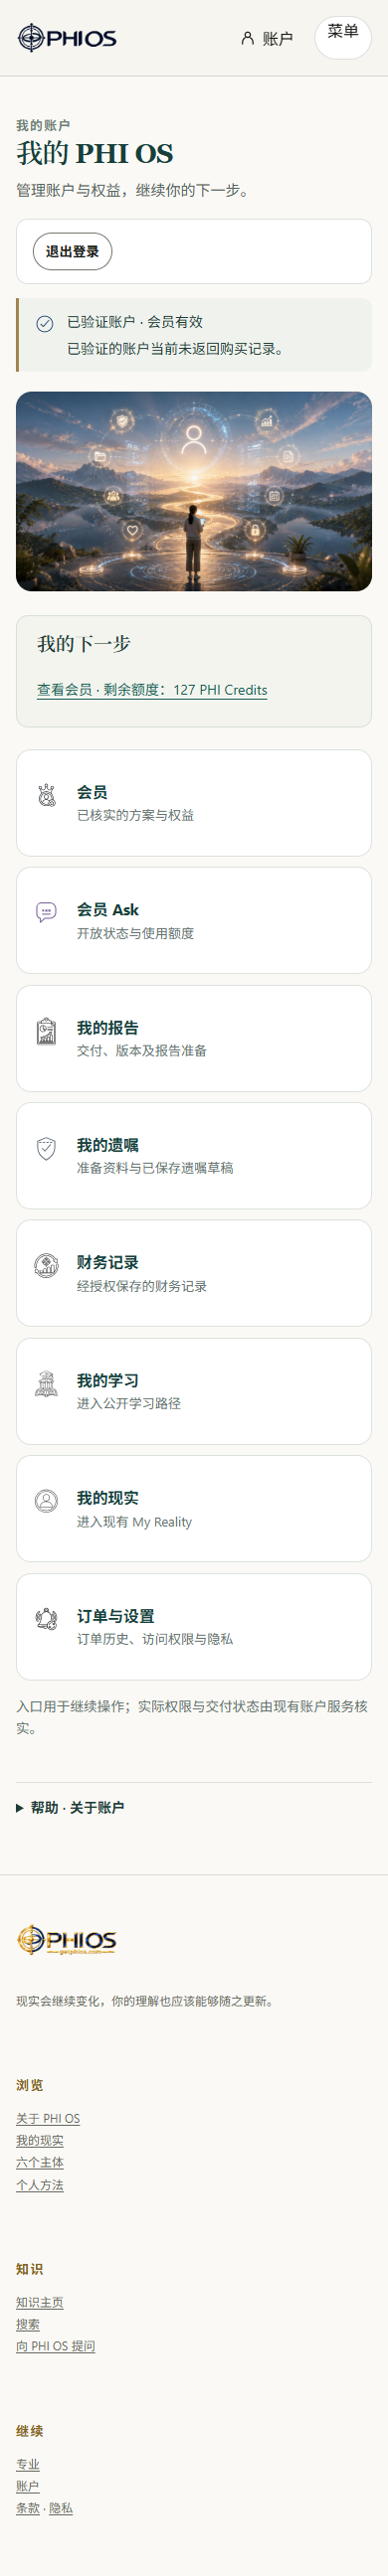 PHIOS
账户
菜单
我的账户
我的 PHI OS
管理账户与权益，继续你的下一步。
退出登录
已验证账户 · 会员有效
已验证的账户当前未返回购买记录。
我的下一步
查看会员 · 剩余额度：127 PHI Credits
会员
已核实的方案与权益
会员 Ask
开放状态与使用额度
我的报告
交付、版本及报告准备
我的遗嘱
准备资料与已保存遗嘱草稿
财务记录
经授权保存的财务记录
我的学习
进入公开学习路径
我的现实
进入现有 My Reality
订单与设置
订单历史、访问权限与隐私
入口用于继续操作；实际权限与交付状态由现有账户服务核
实。
帮助 · 关于账户
PHIOS
getphios.com
现实会继续变化，你的理解也应该能够随之更新。
浏览
关于 PHI OS
我的现实
六个主体
个人方法
知识
知识主页
搜索
向 PHI OS 提问
继续
专业
账户
条款 · 隐私